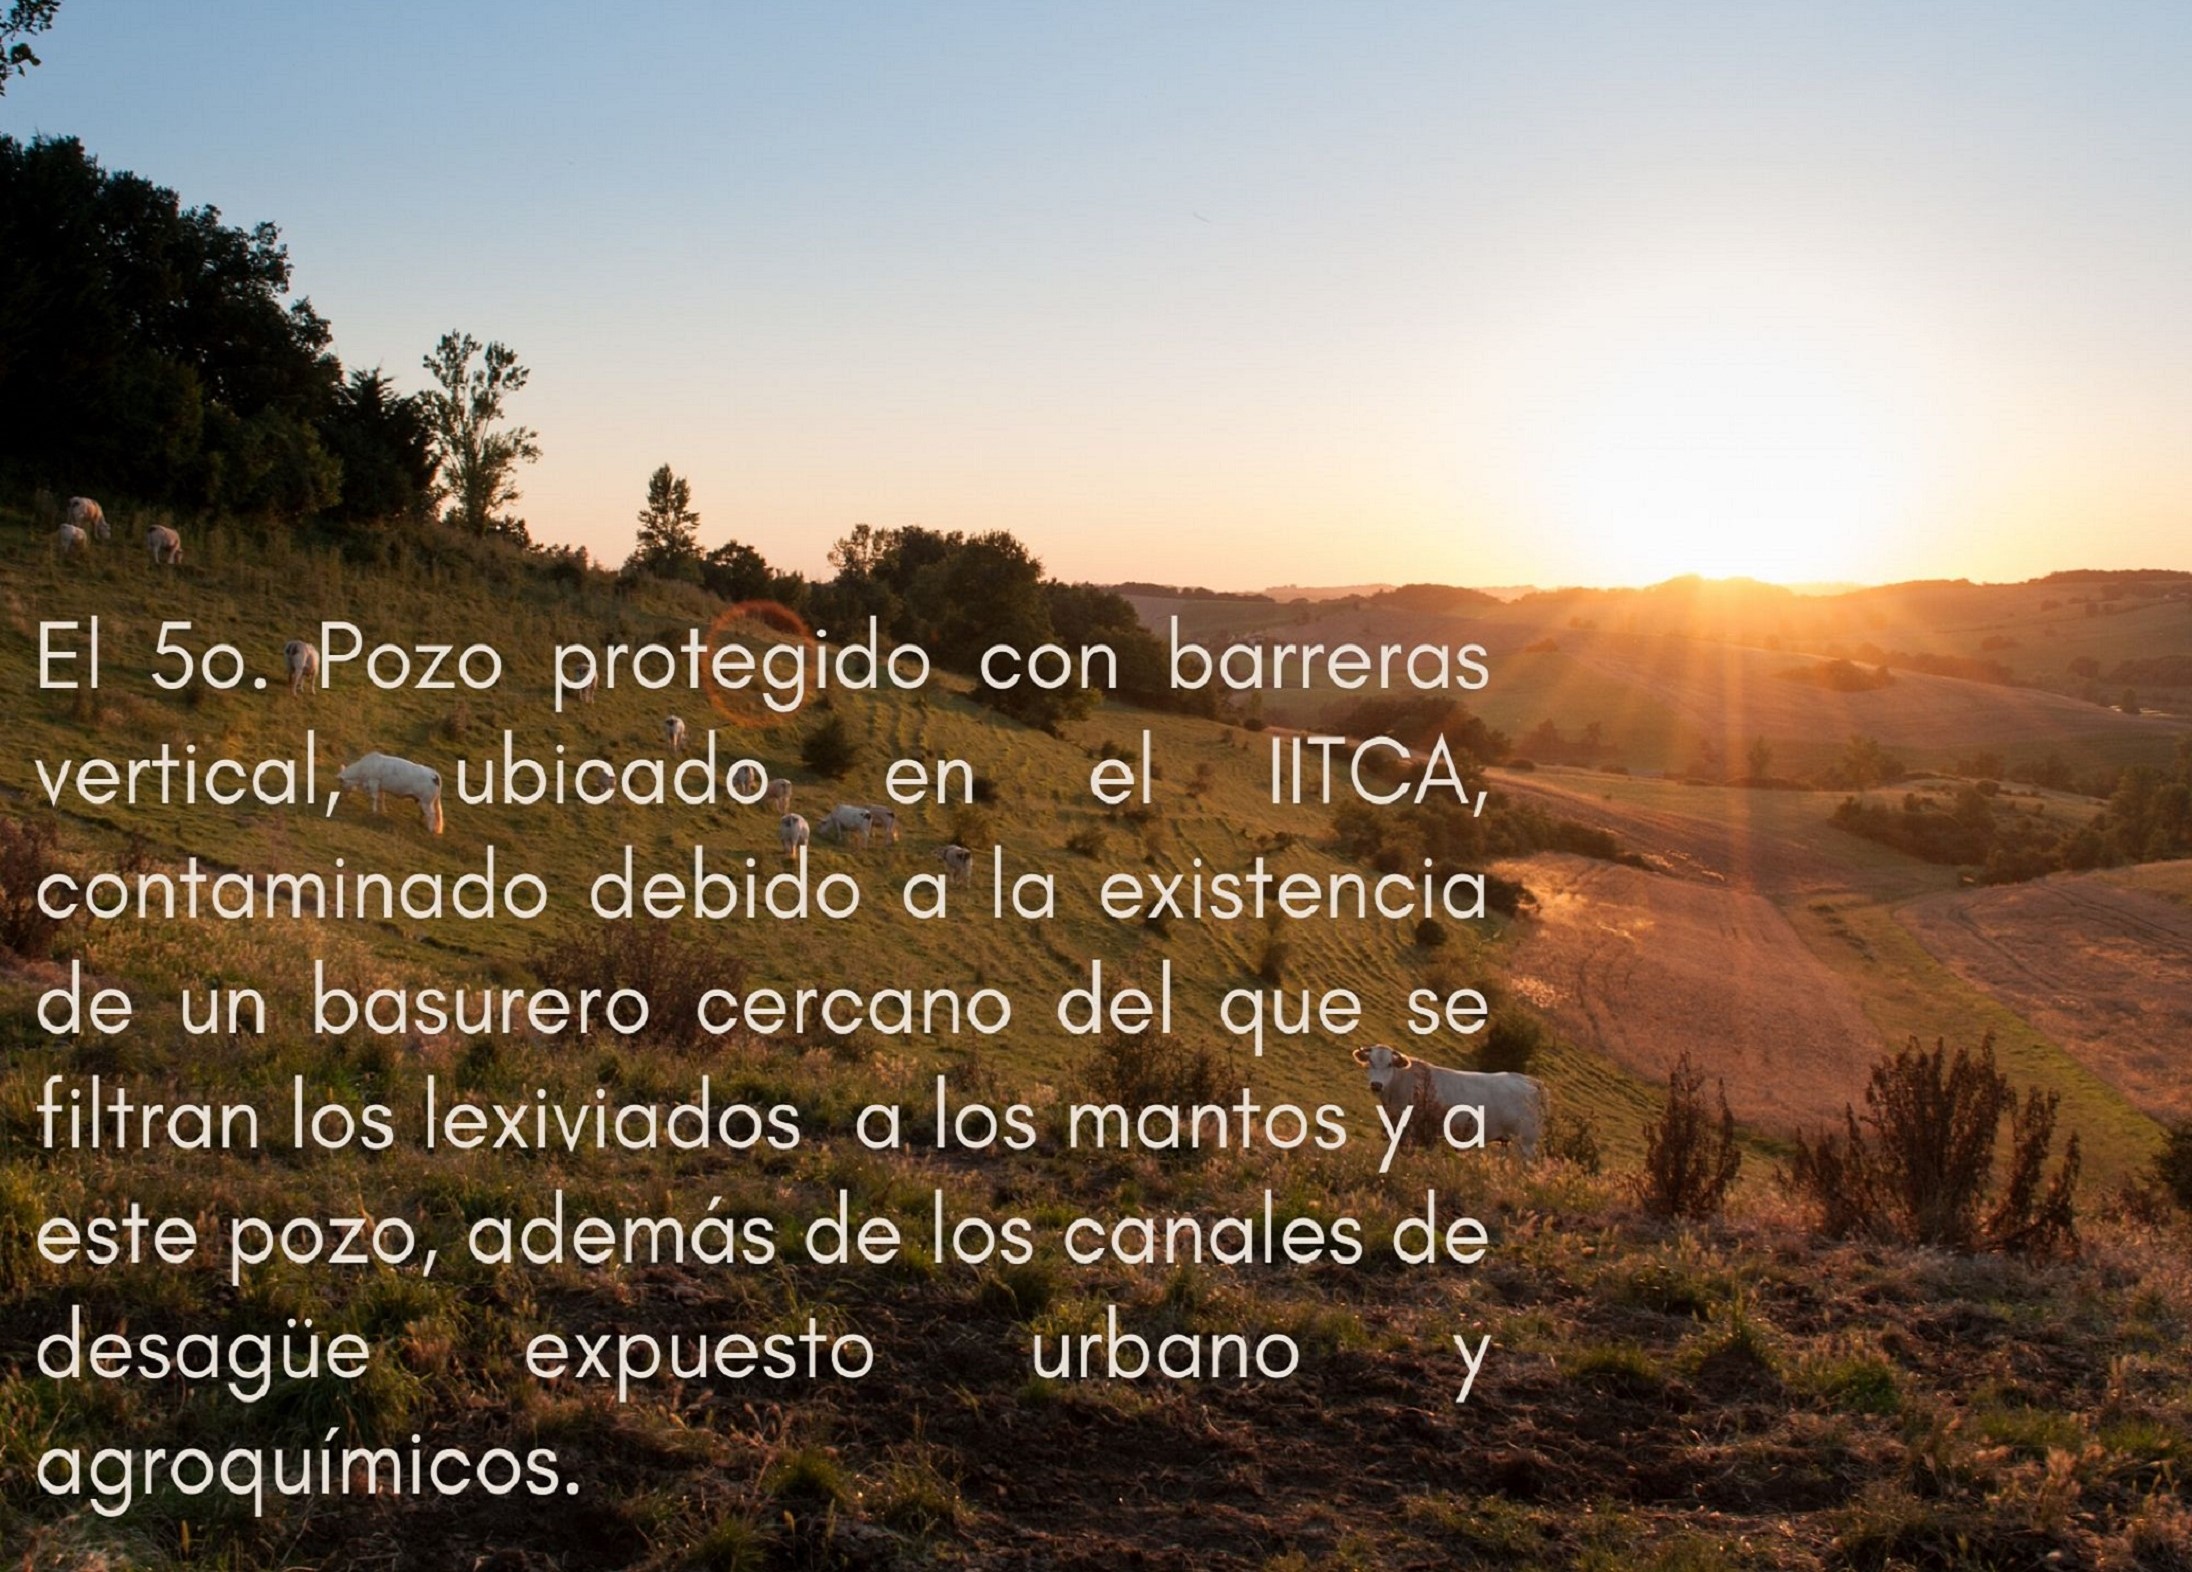 El 5o. Pozo protegido con barreras
vertical, ubicado en el IITCA,
contaminado debido a la existencia
de un basurero cercano del que se
filtran los lexiviados a los mantos y a
este pozo, además de los canales de
desagüe expuesto urbano y
agroquímicos.